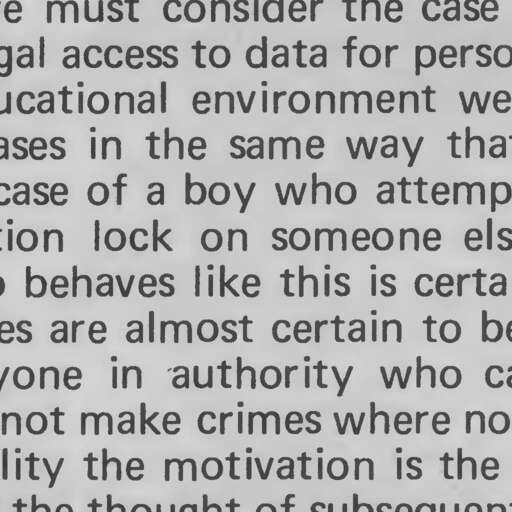 e must consider the case
gal access to data for perso
ucational environment we
ases in the same way that
case of a boy who attemp
tion lock on someone els
o behaves like this is certa
es are almost certain to be
yone in authority who ca
not make crimes where no
lity the motivation is the
the thought of subsequent